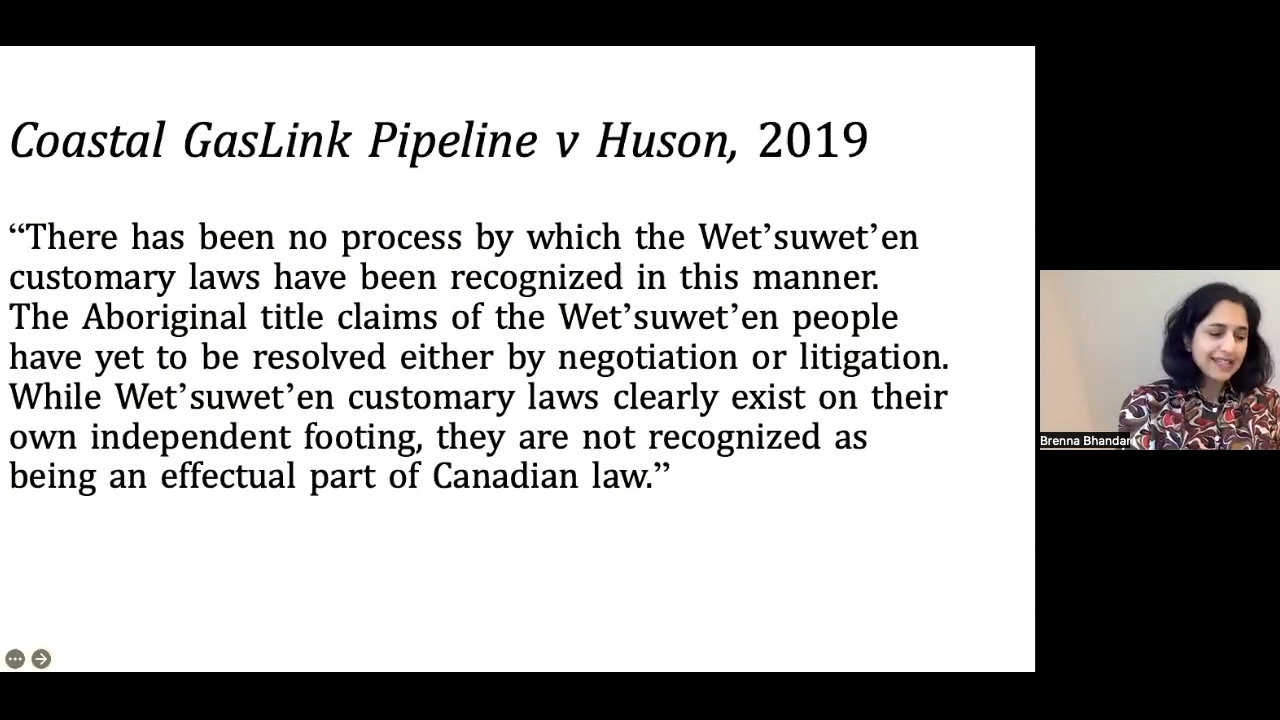 Coastal GasLink Pipeline v Huson, 2019
“There has been no process by which the Wet’suwet’en
customary laws have been recognized in this manner.
The Aboriginal title claims of the Wet’suwet’en people
have yet to be resolved either by negotiation or litigation.
While Wet’suwet’en customary laws clearly exist on their
own independent footing, they are not recognized as
being an effectual part of Canadian law.”
Brenna Bhandar